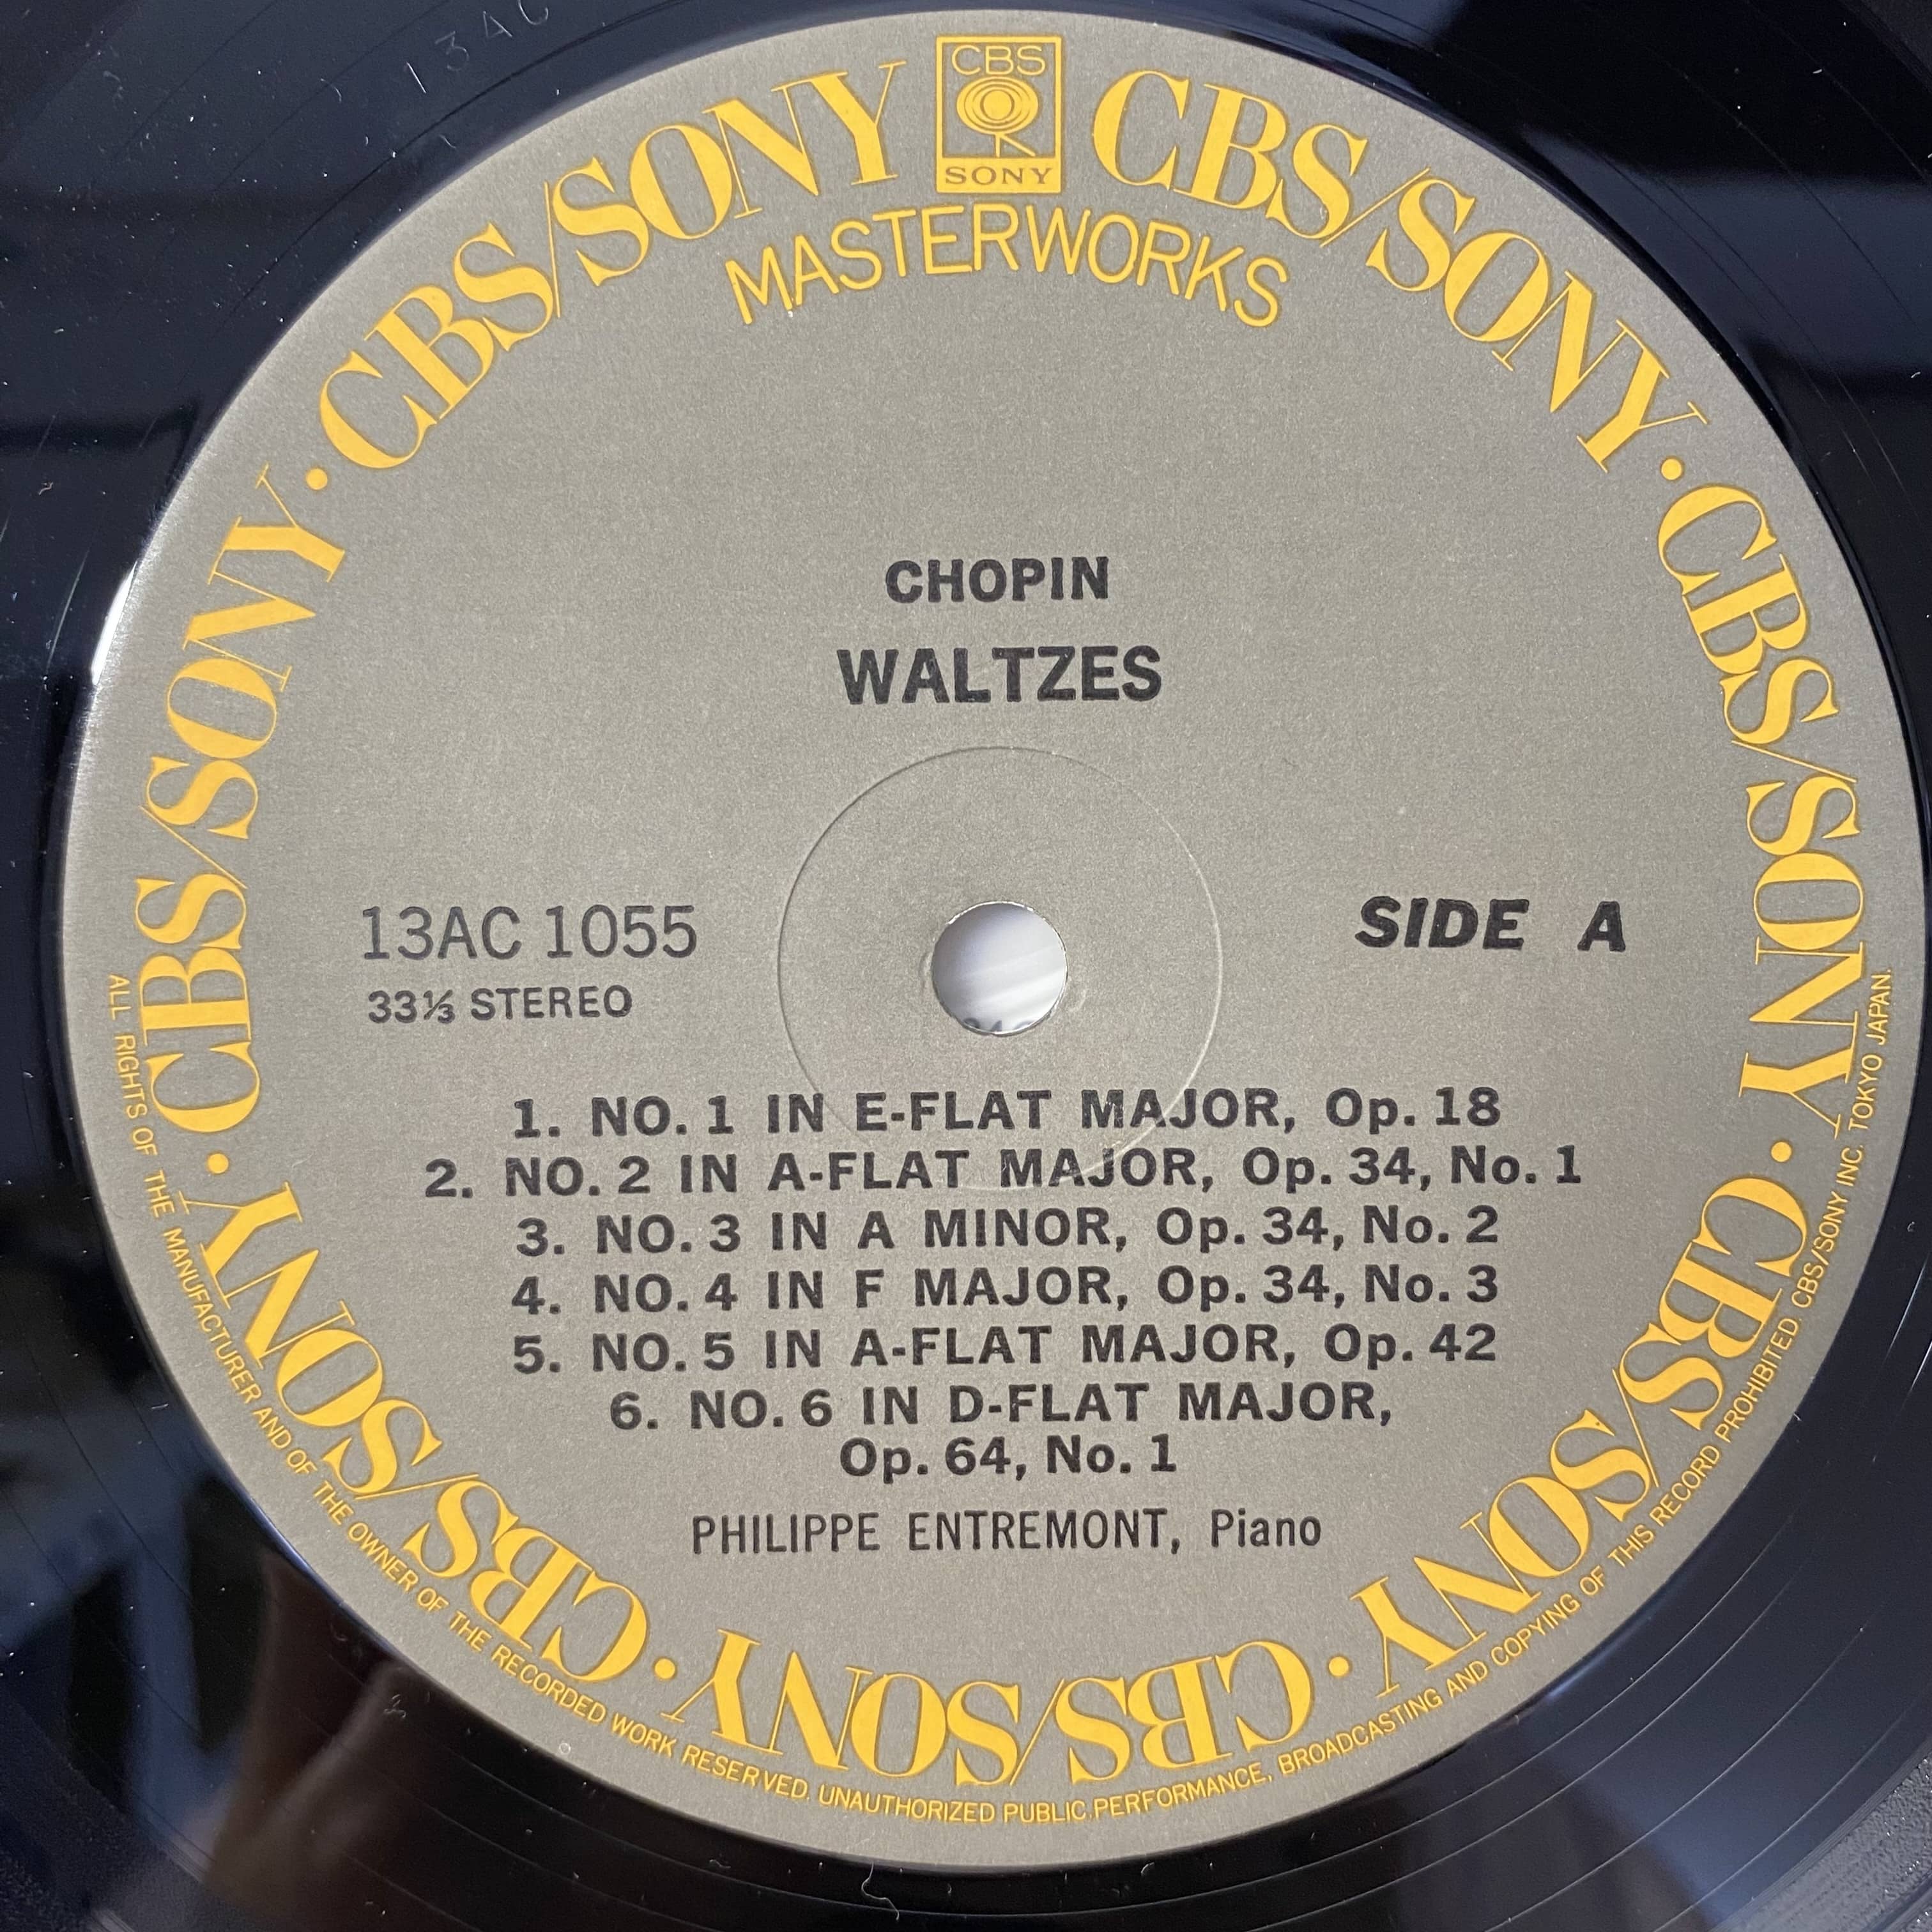 13AC
CBS
SONY
CBS/SONY · CBS/SONY · CBS/SONY · CBS/SONY · CBS/SONY · CBS/SONY · CBS/SONY · CBS/SONY
MASTERWORKS
CHOPIN
WALTZES
13AC 1055
33⅓ STEREO
SIDE A
1. NO. 1 IN E-FLAT MAJOR, Op. 18
2. NO. 2 IN A-FLAT MAJOR, Op. 34, No. 1
3. NO. 3 IN A MINOR, Op. 34, No. 2
4. NO. 4 IN F MAJOR, Op. 34, No. 3
5. NO. 5 IN A-FLAT MAJOR, Op. 42
6. NO. 6 IN D-FLAT MAJOR,
Op. 64, No. 1
PHILIPPE ENTREMONT, Piano
ALL RIGHTS OF THE MANUFACTURER AND OF THE OWNER OF THE RECORDED WORK RESERVED. UNAUTHORIZED PUBLIC.PERFORMANCE, BROADCASTING AND COPYING OF THIS RECORD PROHIBITED. CBS/SONY INC. TOKYO JAPAN.